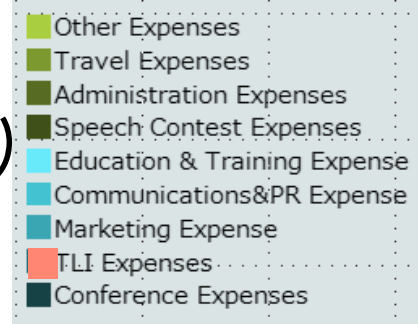 Other Expenses
Travel Expenses
Administration Expenses
Speech Contest Expenses
Education & Training Expense
Communications&PR Expense
Marketing Expense
TLI Expenses
Conference Expenses